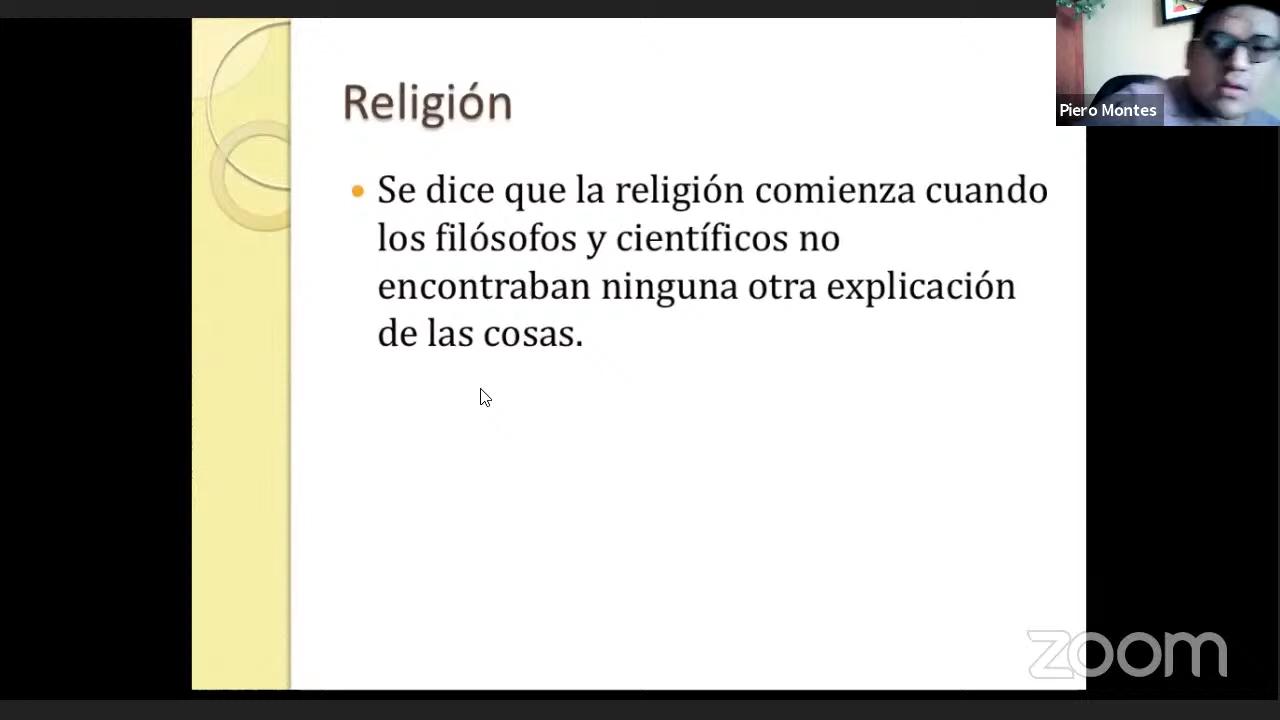 Religión
Piero Montes
• Se dice que la religión comienza cuando
los filósofos y científicos no
encontraban ninguna otra explicación
de las cosas.
zoom